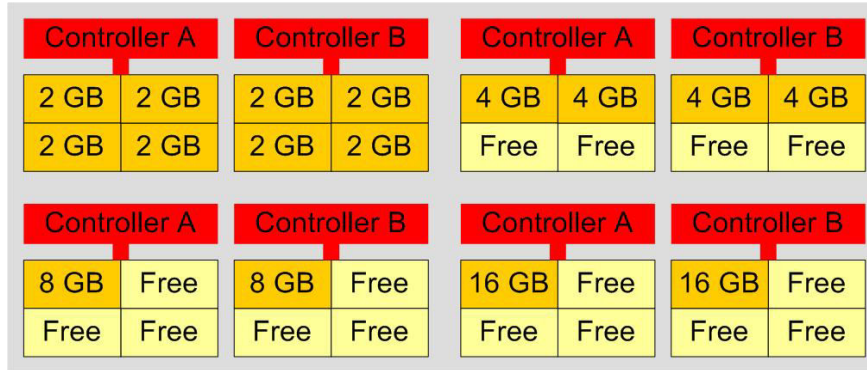 Controller A Controller B Controller A Controller B
2 GB 2 GB 2 GB 2 GB 4 GB 4 GB 4 GB 4 GB
2 GB 2 GB 2 GB 2 GB Free Free Free Free
Controller A Controller B Controller A Controller B
8 GB Free 8 GB Free 16 GB Free 16 GB Free
Free Free Free Free Free Free Free Free